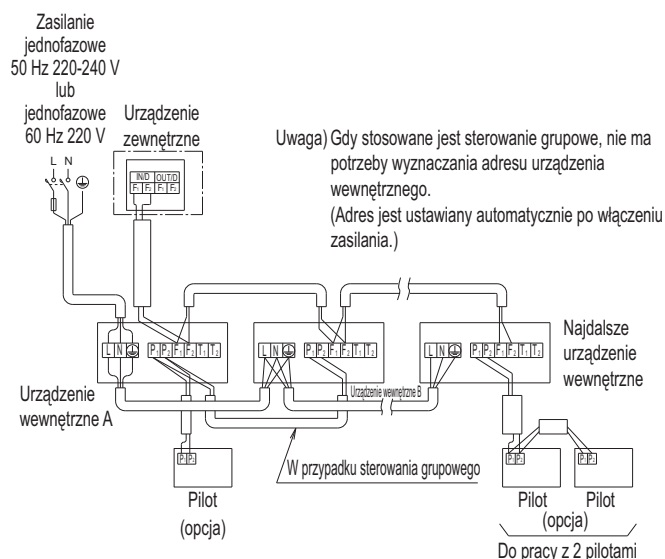 Zasilanie
jednofazowe
50 Hz 220-240 V
lub
jednofazowe
60 Hz 220 V
L N
Urządzenie
zewnętrzne
IN/D OUT/D
F₁ F₂ F₁ F₂
Uwaga) Gdy stosowane jest sterowanie grupowe, nie ma
potrzeby wyznaczania adresu urządzenia
wewnętrznego.
(Adres jest ustawiany automatycznie po włączeniu
zasilania.)
L N P₁ P₂ F₁ F₂ T₁ T₂
L N P₁ P₂ F₁ F₂ T₁ T₂
L N P₁ P₂ F₁ F₂ T₁ T₂
Najdalsze
urządzenie
wewnętrzne
Urządzenie
wewnętrzne A
Urządzenie wewnętrzne B
W przypadku sterowania grupowego
P₁ P₂
Pilot
(opcja)
P₁ P₂
P₁ P₂
Pilot Pilot
(opcja)
Do pracy z 2 pilotami